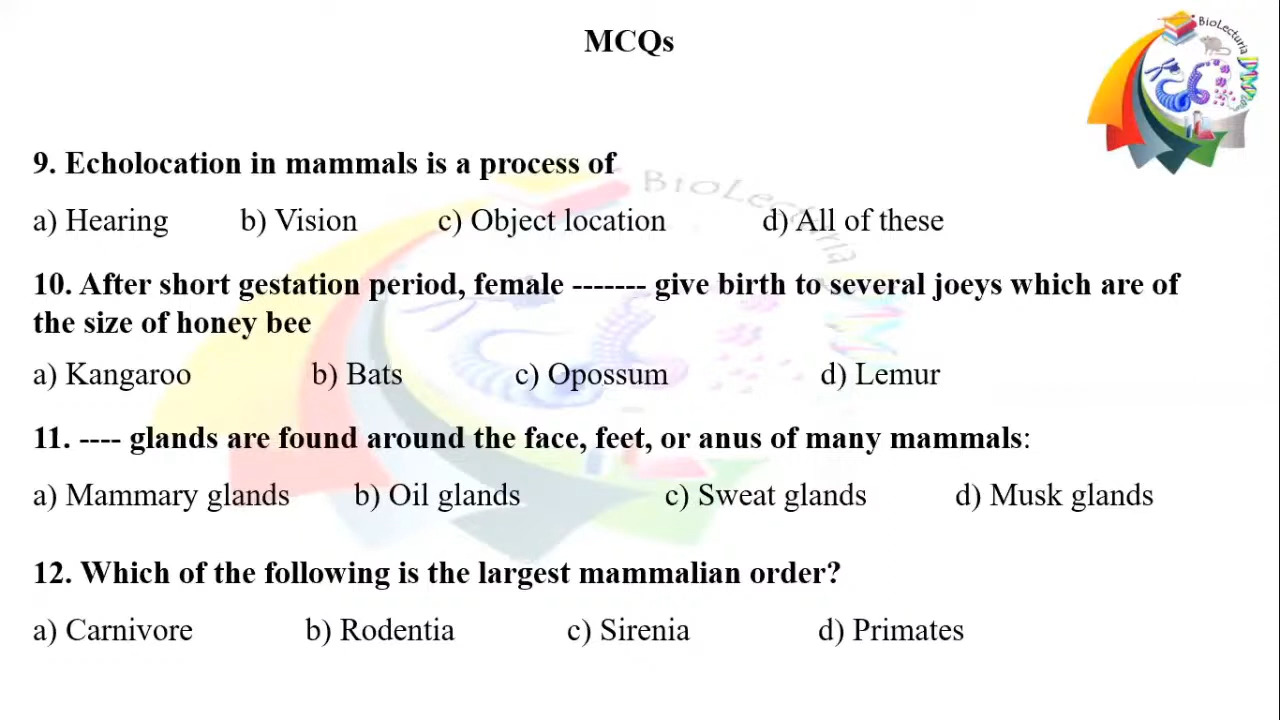 MCQs
BioLecturia
9. Echolocation in mammals is a process of
BioLecturia
a) Hearing b) Vision c) Object location d) All of these
10. After short gestation period, female ------- give birth to several joeys which are of
the size of honey bee
a) Kangaroo b) Bats c) Opossum d) Lemur
11. ---- glands are found around the face, feet, or anus of many mammals:
a) Mammary glands b) Oil glands c) Sweat glands d) Musk glands
12. Which of the following is the largest mammalian order?
a) Carnivore b) Rodentia c) Sirenia d) Primates